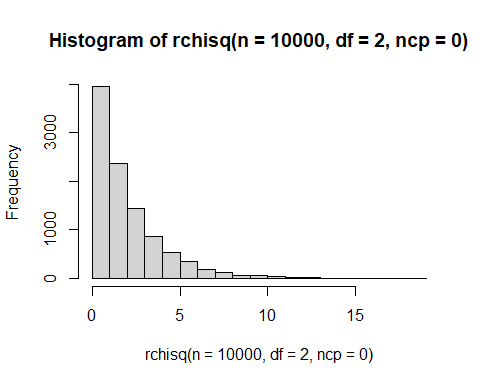 Histogram of rchisq(n = 10000, df = 2, ncp = 0)
Frequency
3000
1000
0
0 5 10 15
rchisq(n = 10000, df = 2, ncp = 0)